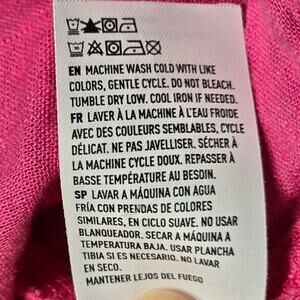 EN MACHINE WASH COLD WITH LIKE
COLORS, GENTLE CYCLE. DO NOT BLEACH.
TUMBLE DRY LOW. COOL IRON IF NEEDED.
FR LAVER À LA MACHINE À L'EAU FROIDE
AVEC DES COULEURS SEMBLABLES, CYCLE
DÉLICAT. NE PAS JAVELLISER. SÉCHER À
LA MACHINE CYCLE DOUX. REPASSER À
BASSE TEMPÉRATURE AU BESOIN.
SP LAVAR A MÁQUINA CON AGUA
FRÍA CON PRENDAS DE COLORES
SIMILARES, EN CICLO SUAVE. NO USAR
BLANQUEADOR. SECAR A MÁQUINA A
TEMPERATURA BAJA. USAR PLANCHA
TIBIA SI ES NECESARIO. NO LAVAR
EN SECO.
MANTENER LEJOS DEL FUEGO